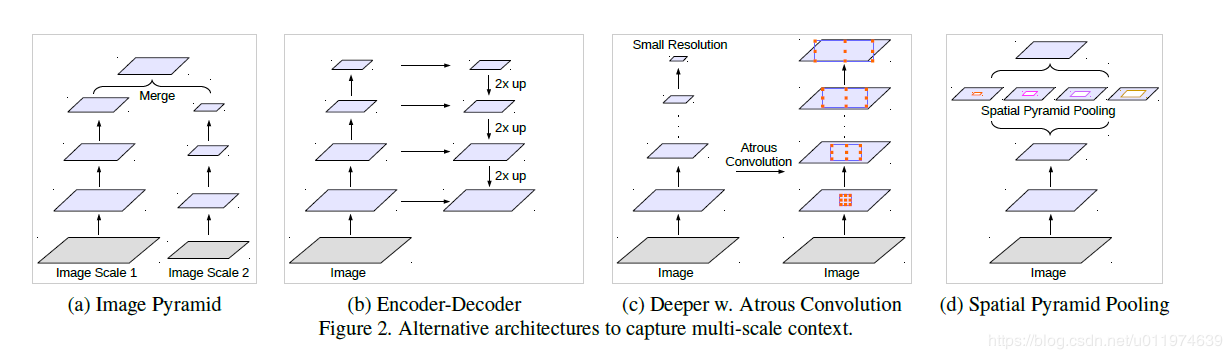 Merge
Image Scale 1
Image Scale 2
(a) Image Pyramid
2x up
2x up
2x up
Image
(b) Encoder-Decoder
Small Resolution
Atrous
Convolution
Image
Image
(c) Deeper w. Atrous Convolution
Spatial Pyramid Pooling
Image
(d) Spatial Pyramid Pooling
Figure 2. Alternative architectures to capture multi-scale context.
https://blog.csdn.net/u011974639